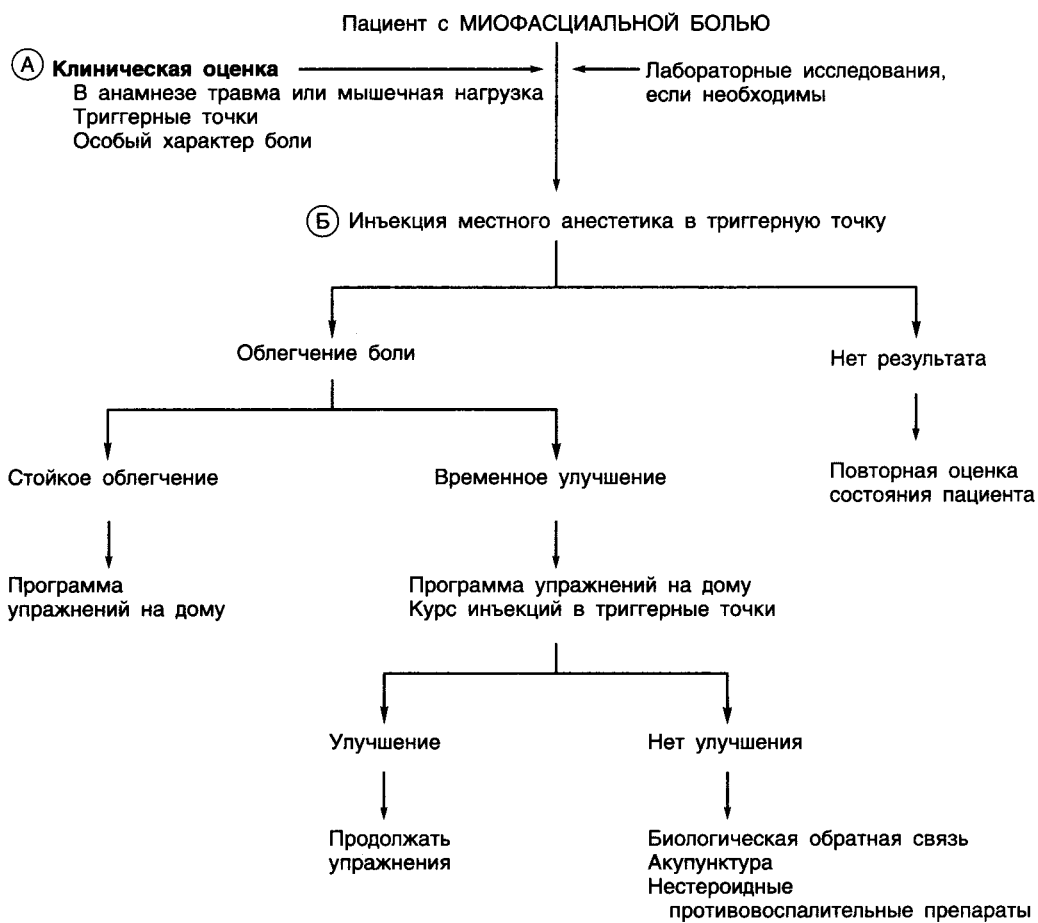 Пациент с МИОФАСЦИАЛЬНОЙ БОЛЬЮ
А Клиническая оценка
В анамнезе травма или мышечная нагрузка
Триггерные точки
Особый характер боли
Лабораторные исследования,
если необходимы
Б Инъекция местного анестетика в триггерную точку
Облегчение боли
Нет результата
Стойкое облегчение
Временное улучшение
Повторная оценка
состояния пациента
Программа
упражнений на дому
Программа упражнений на дому
Курс инъекций в триггерные точки
Улучшение
Нет улучшения
Продолжать
упражнения
Биологическая обратная связь
Акупунктура
Нестероидные
противовоспалительные препараты